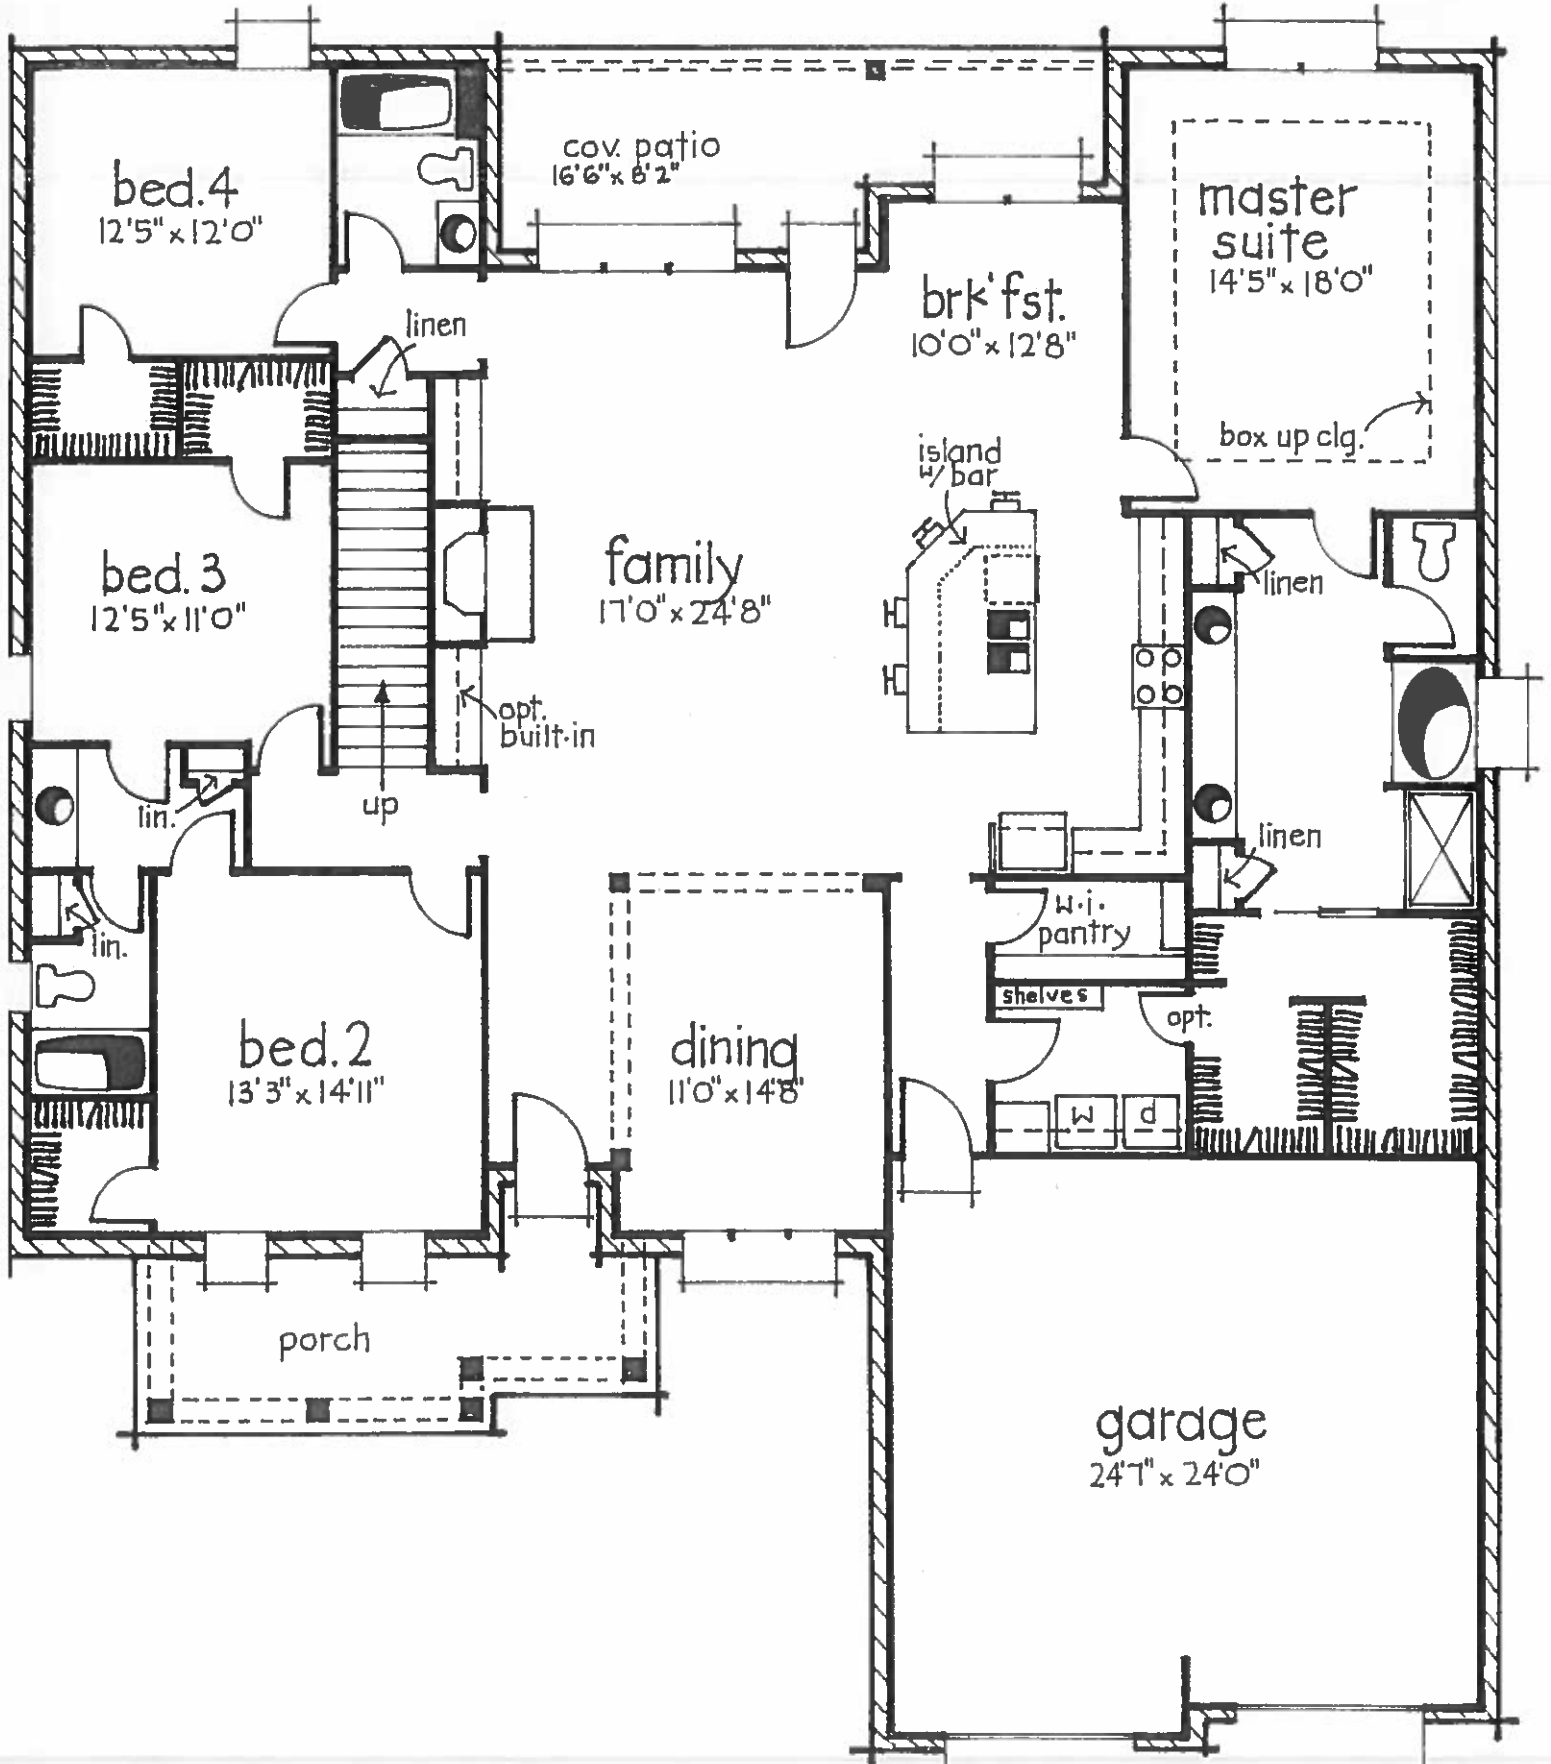 cov. patio
16'6" x 8'2"
bed. 4
12'5" x 12'0"
master
suite
14'5" x 18'0"
brk'fst.
10'0" x 12'8"
linen
box up clg.
island
w/ bar
family
17'0" x 24'8"
bed. 3
12'5" x 11'0"
linen
opt.
built-in
lin.
up
linen
w.i.
pantry
lin.
shelves
opt.
bed. 2
13'3" x 14'11"
dining
11'0" x 14'8"
W
d
porch
garage
24'7" x 24'0"